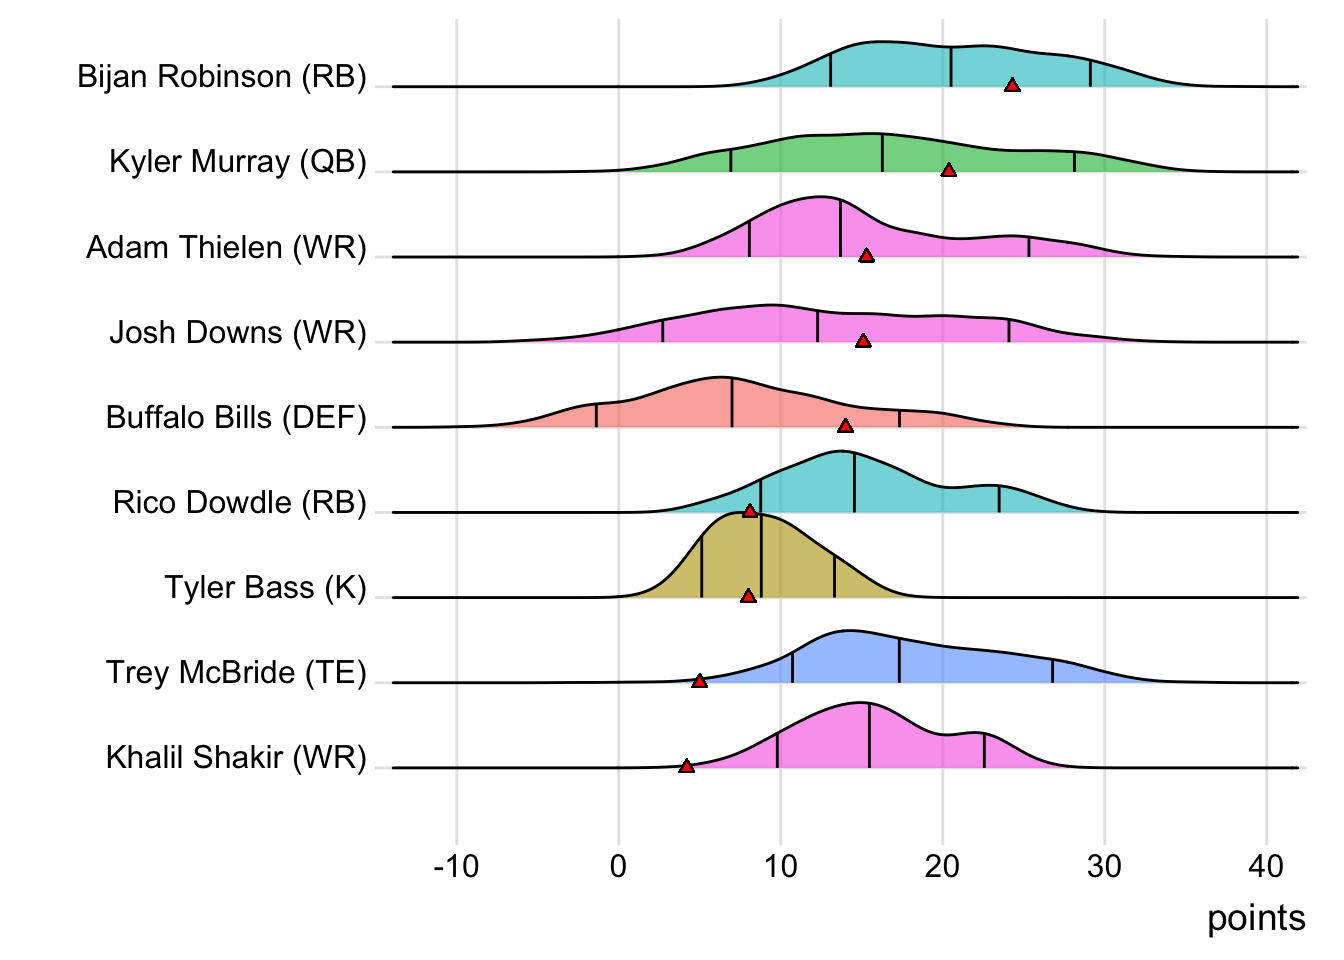 Bijan Robinson (RB)
Kyler Murray (QB)
Adam Thielen (WR)
Josh Downs (WR)
Buffalo Bills (DEF)
Rico Dowdle (RB)
Tyler Bass (K)
Trey McBride (TE)
Khalil Shakir (WR)
-10 0 10 20 30 40
points